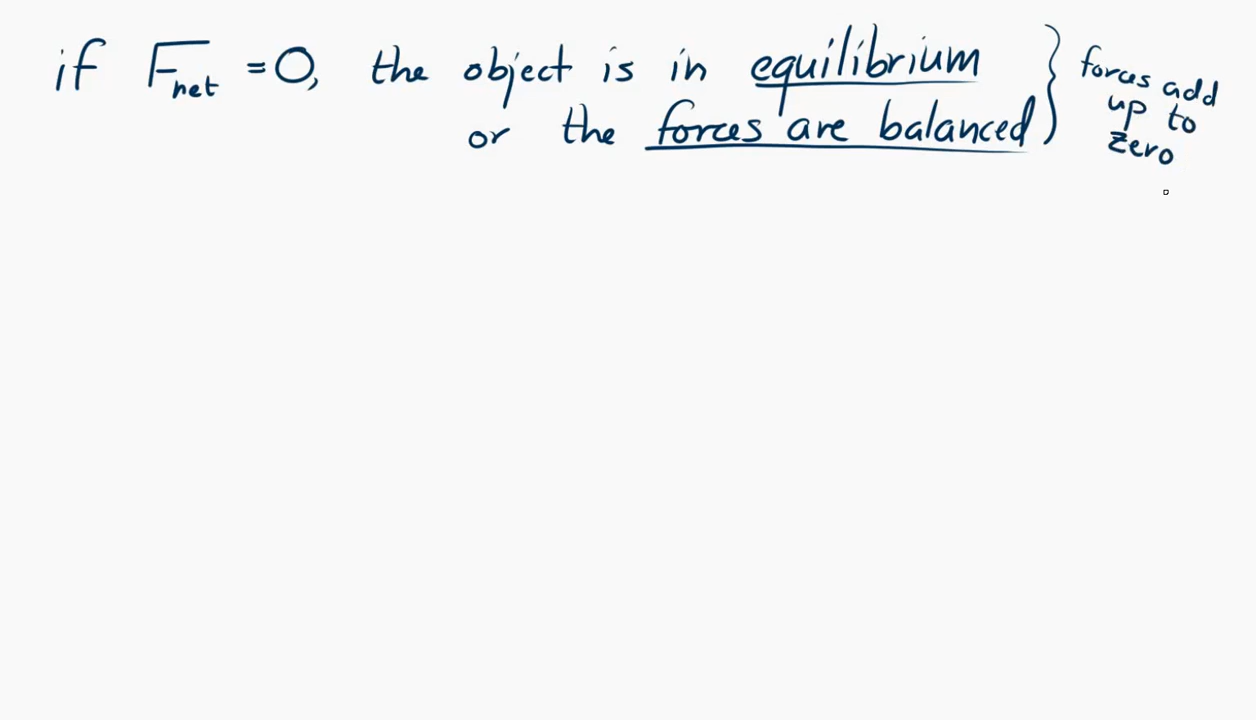 if Fnet = 0, the object is in equilibrium
or the forces are balanced
forces add
up to
zero